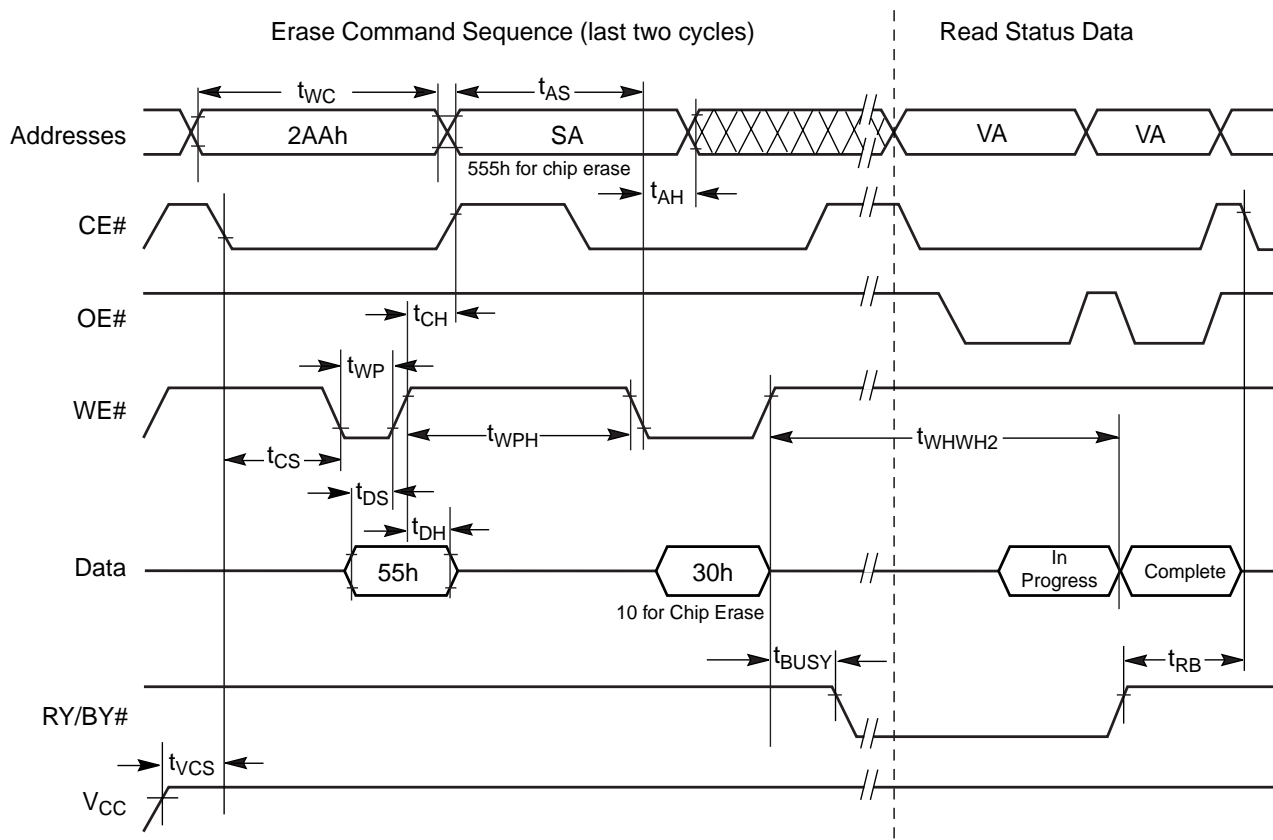 Erase Command Sequence (last two cycles)
Read Status Data
tWC
tAS
Addresses
2AAh
SA
VA
VA
555h for chip erase
tAH
CE#
OE#
tCH
tWP
WE#
tWPH
tWHWH2
tCS
tDS
tDH
Data
55h
30h
In
Progress
Complete
10 for Chip Erase
tBUSY
tRB
RY/BY#
tVCS
VCC